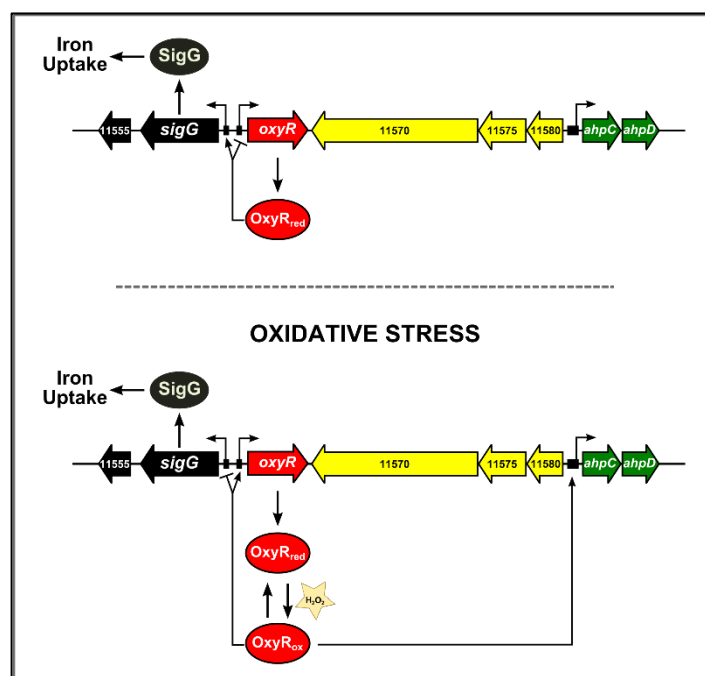 Iron
Uptake
SigG
11555
sigG
oxyR
11570
11575
11580
ahpC
ahpD
OxyRred
OXIDATIVE STRESS
Iron
Uptake
SigG
11555
sigG
oxyR
11570
11575
11580
ahpC
ahpD
OxyRred
H₂O₂
OxyRox